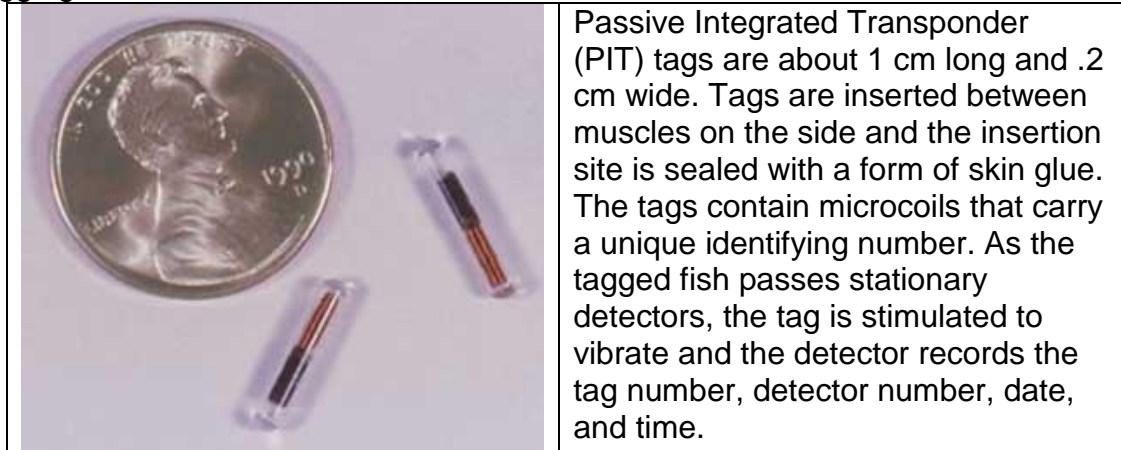 Passive Integrated Transponder
(PIT) tags are about 1 cm long and .2
cm wide. Tags are inserted between
muscles on the side and the insertion
site is sealed with a form of skin glue.
The tags contain microcoils that carry
a unique identifying number. As the
tagged fish passes stationary
detectors, the tag is stimulated to
vibrate and the detector records the
tag number, detector number, date,
and time.
1990
D